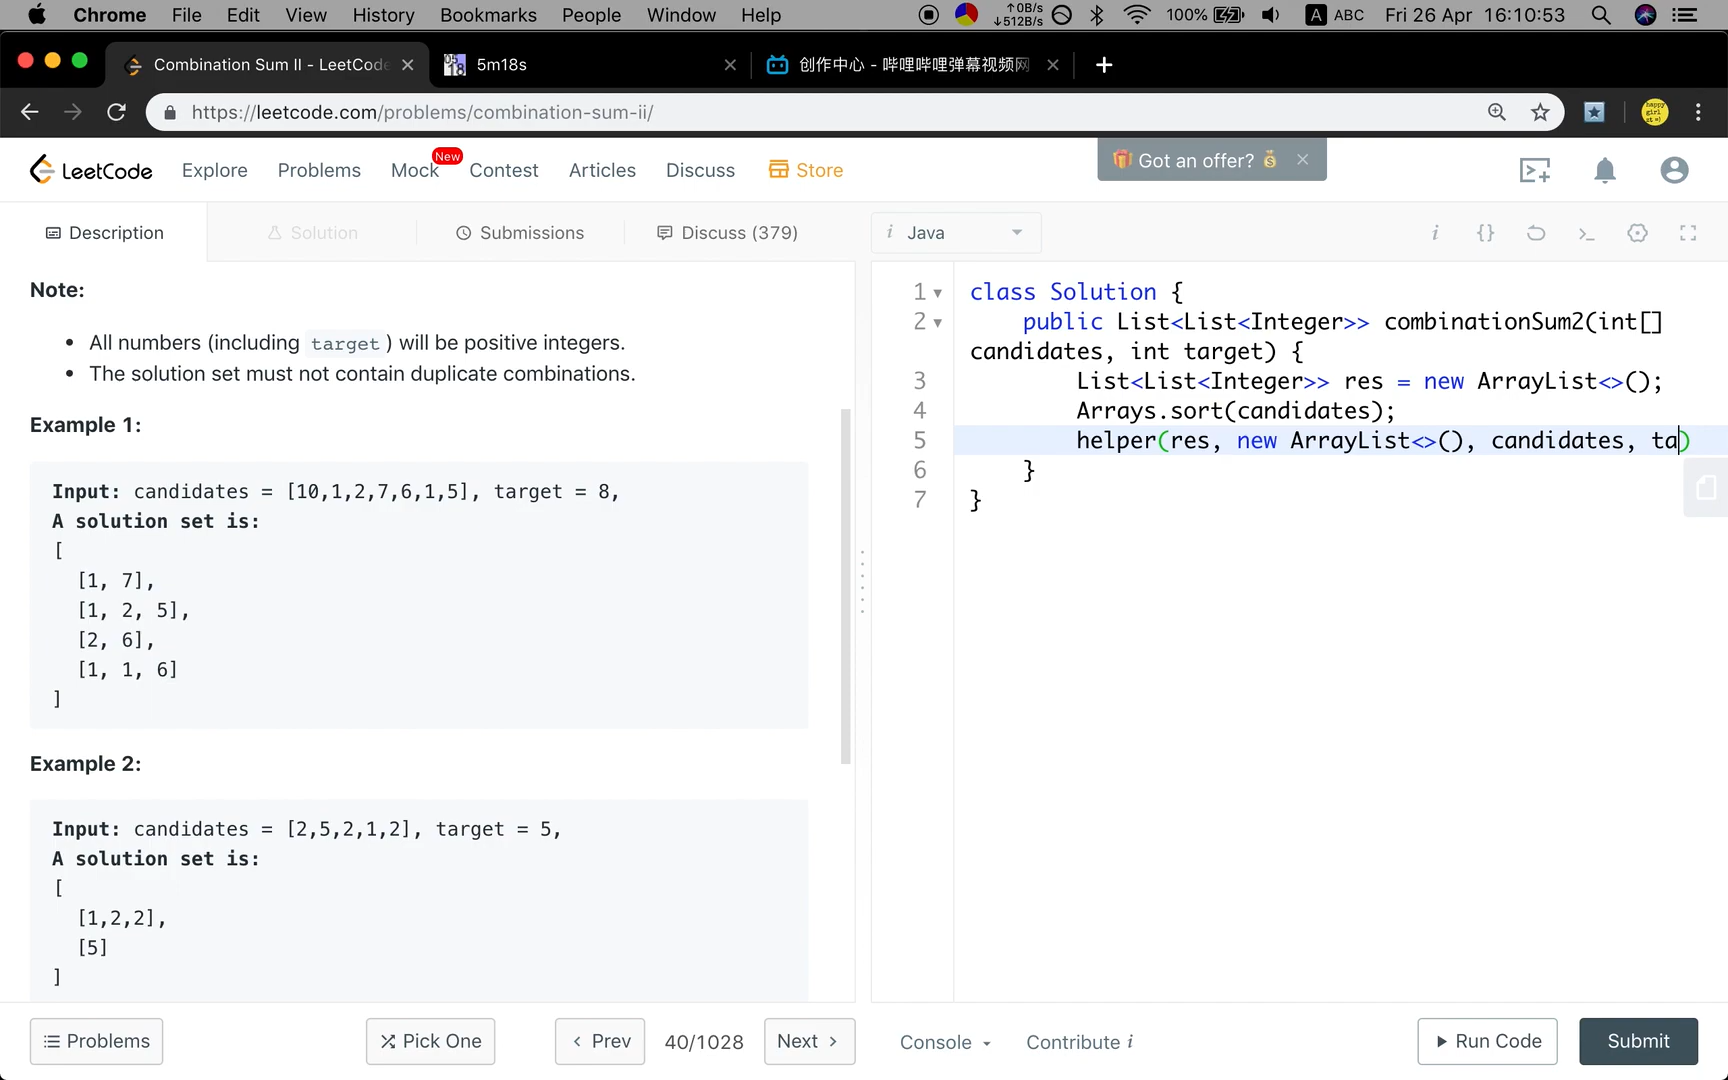 Chrome File Edit View History Bookmarks People Window Help ↑0B/s ↓512B/s 100% A ABC Fri 26 Apr 16:10:53
Combination Sum II - LeetCode 5m18s 创作中心 - 哔哩哔哩弹幕视频网
https://leetcode.com/problems/combination-sum-ii/
LeetCode Explore Problems Mock New Contest Articles Discuss Store Got an offer?
Description Solution Submissions Discuss (379)
Note:
• All numbers (including target ) will be positive integers.
• The solution set must not contain duplicate combinations.
Example 1:
Input: candidates = [10,1,2,7,6,1,5], target = 8,
A solution set is:
[
[1, 7],
[1, 2, 5],
[2, 6],
[1, 1, 6]
]
Example 2:
Input: candidates = [2,5,2,1,2], target = 5,
A solution set is:
[
[1,2,2],
[5]
]
Problems Pick One Prev 40/1028 Next
i Java
1 class Solution {
2 public List<List<Integer>> combinationSum2(int[]
candidates, int target) {
3 List<List<Integer>> res = new ArrayList<>();
4 Arrays.sort(candidates);
5 helper(res, new ArrayList<>(), candidates, ta)
6 }
7 }
Console Contribute i Run Code Submit